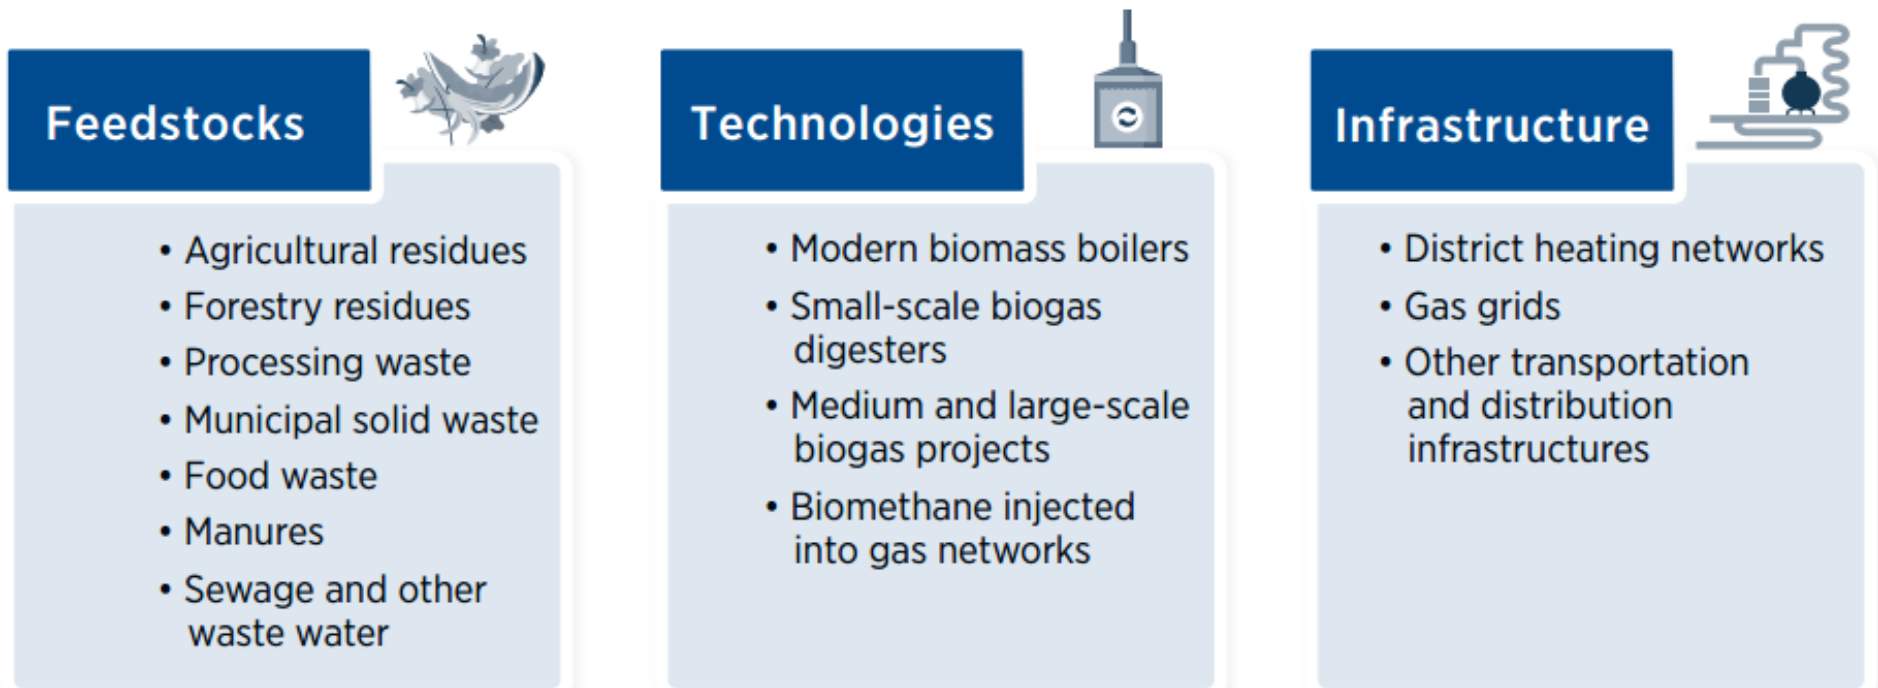 Feedstocks
• Agricultural residues
• Forestry residues
• Processing waste
• Municipal solid waste
• Food waste
• Manures
• Sewage and other
waste water
Technologies
• Modern biomass boilers
• Small-scale biogas
digesters
• Medium and large-scale
biogas projects
• Biomethane injected
into gas networks
Infrastructure
• District heating networks
• Gas grids
• Other transportation
and distribution
infrastructures